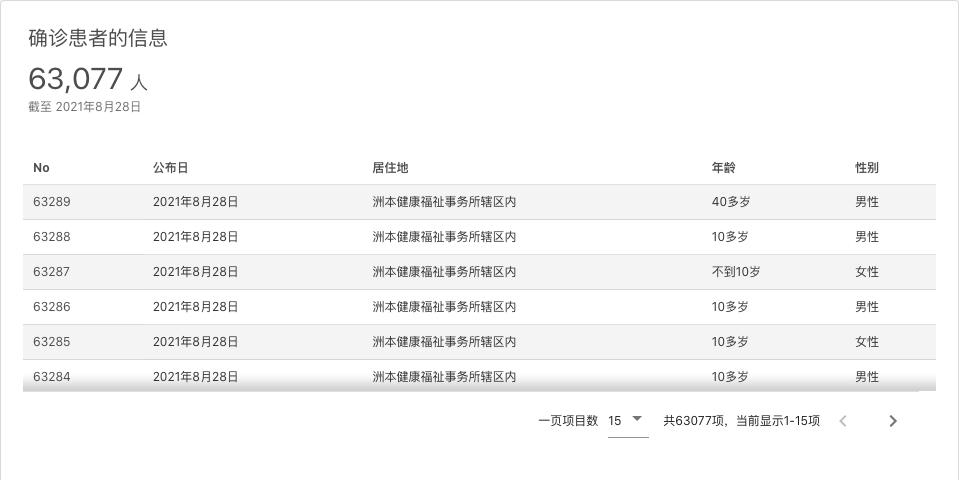 确诊患者的信息
63,077 人
截至 2021年8月28日
No 公布日 居住地 年龄 性别
63289 2021年8月28日 洲本健康福祉事务所辖区内 40多岁 男性
63288 2021年8月28日 洲本健康福祉事务所辖区内 10多岁 男性
63287 2021年8月28日 洲本健康福祉事务所辖区内 不到10岁 女性
63286 2021年8月28日 洲本健康福祉事务所辖区内 10多岁 男性
63285 2021年8月28日 洲本健康福祉事务所辖区内 10多岁 女性
63284 2021年8月28日 洲本健康福祉事务所辖区内 10多岁 男性
一页项目数 15 共63077项，当前显示1-15项